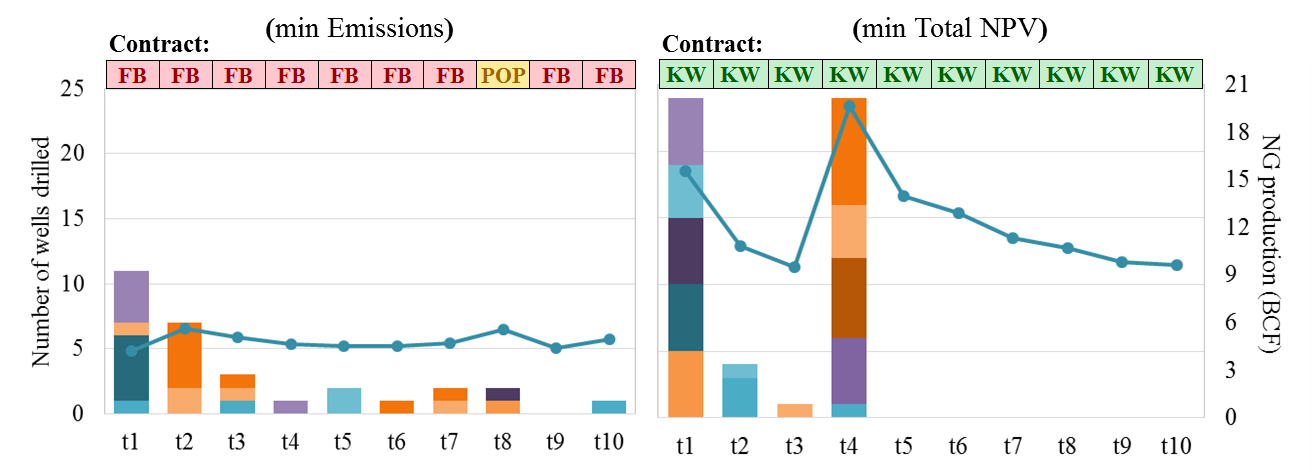 (min Emissions)
Contract:
FB FB FB FB FB FB FB POP FB FB
25
20
15
10
5
0
Number of wells drilled
t1 t2 t3 t4 t5 t6 t7 t8 t9 t10
(min Total NPV)
Contract:
KW KW KW KW KW KW KW KW KW KW
21
18
15
12
9
6
3
0
NG production (BCF)
t1 t2 t3 t4 t5 t6 t7 t8 t9 t10